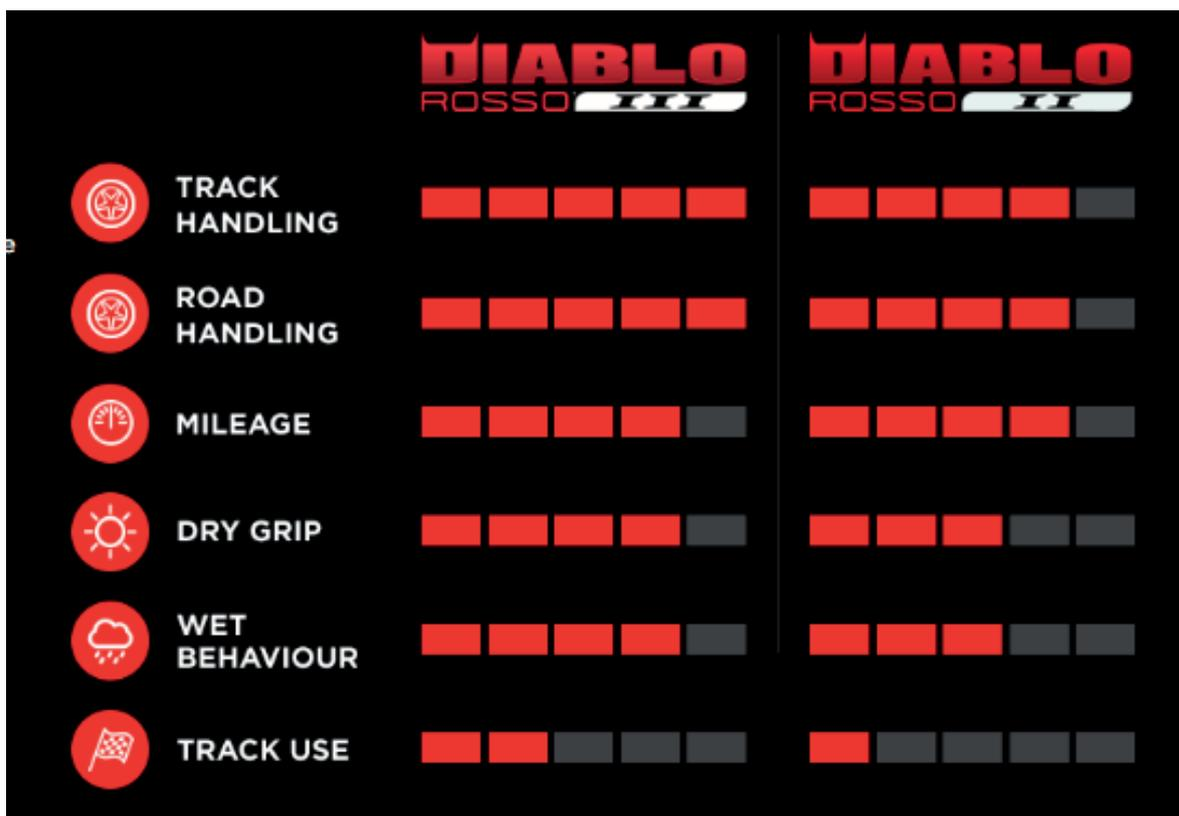 DIABLO
ROSSO III
DIABLO
ROSSO II
TRACK
HANDLING
ROAD
HANDLING
e
MILEAGE
DRY GRIP
WET
BEHAVIOUR
TRACK USE